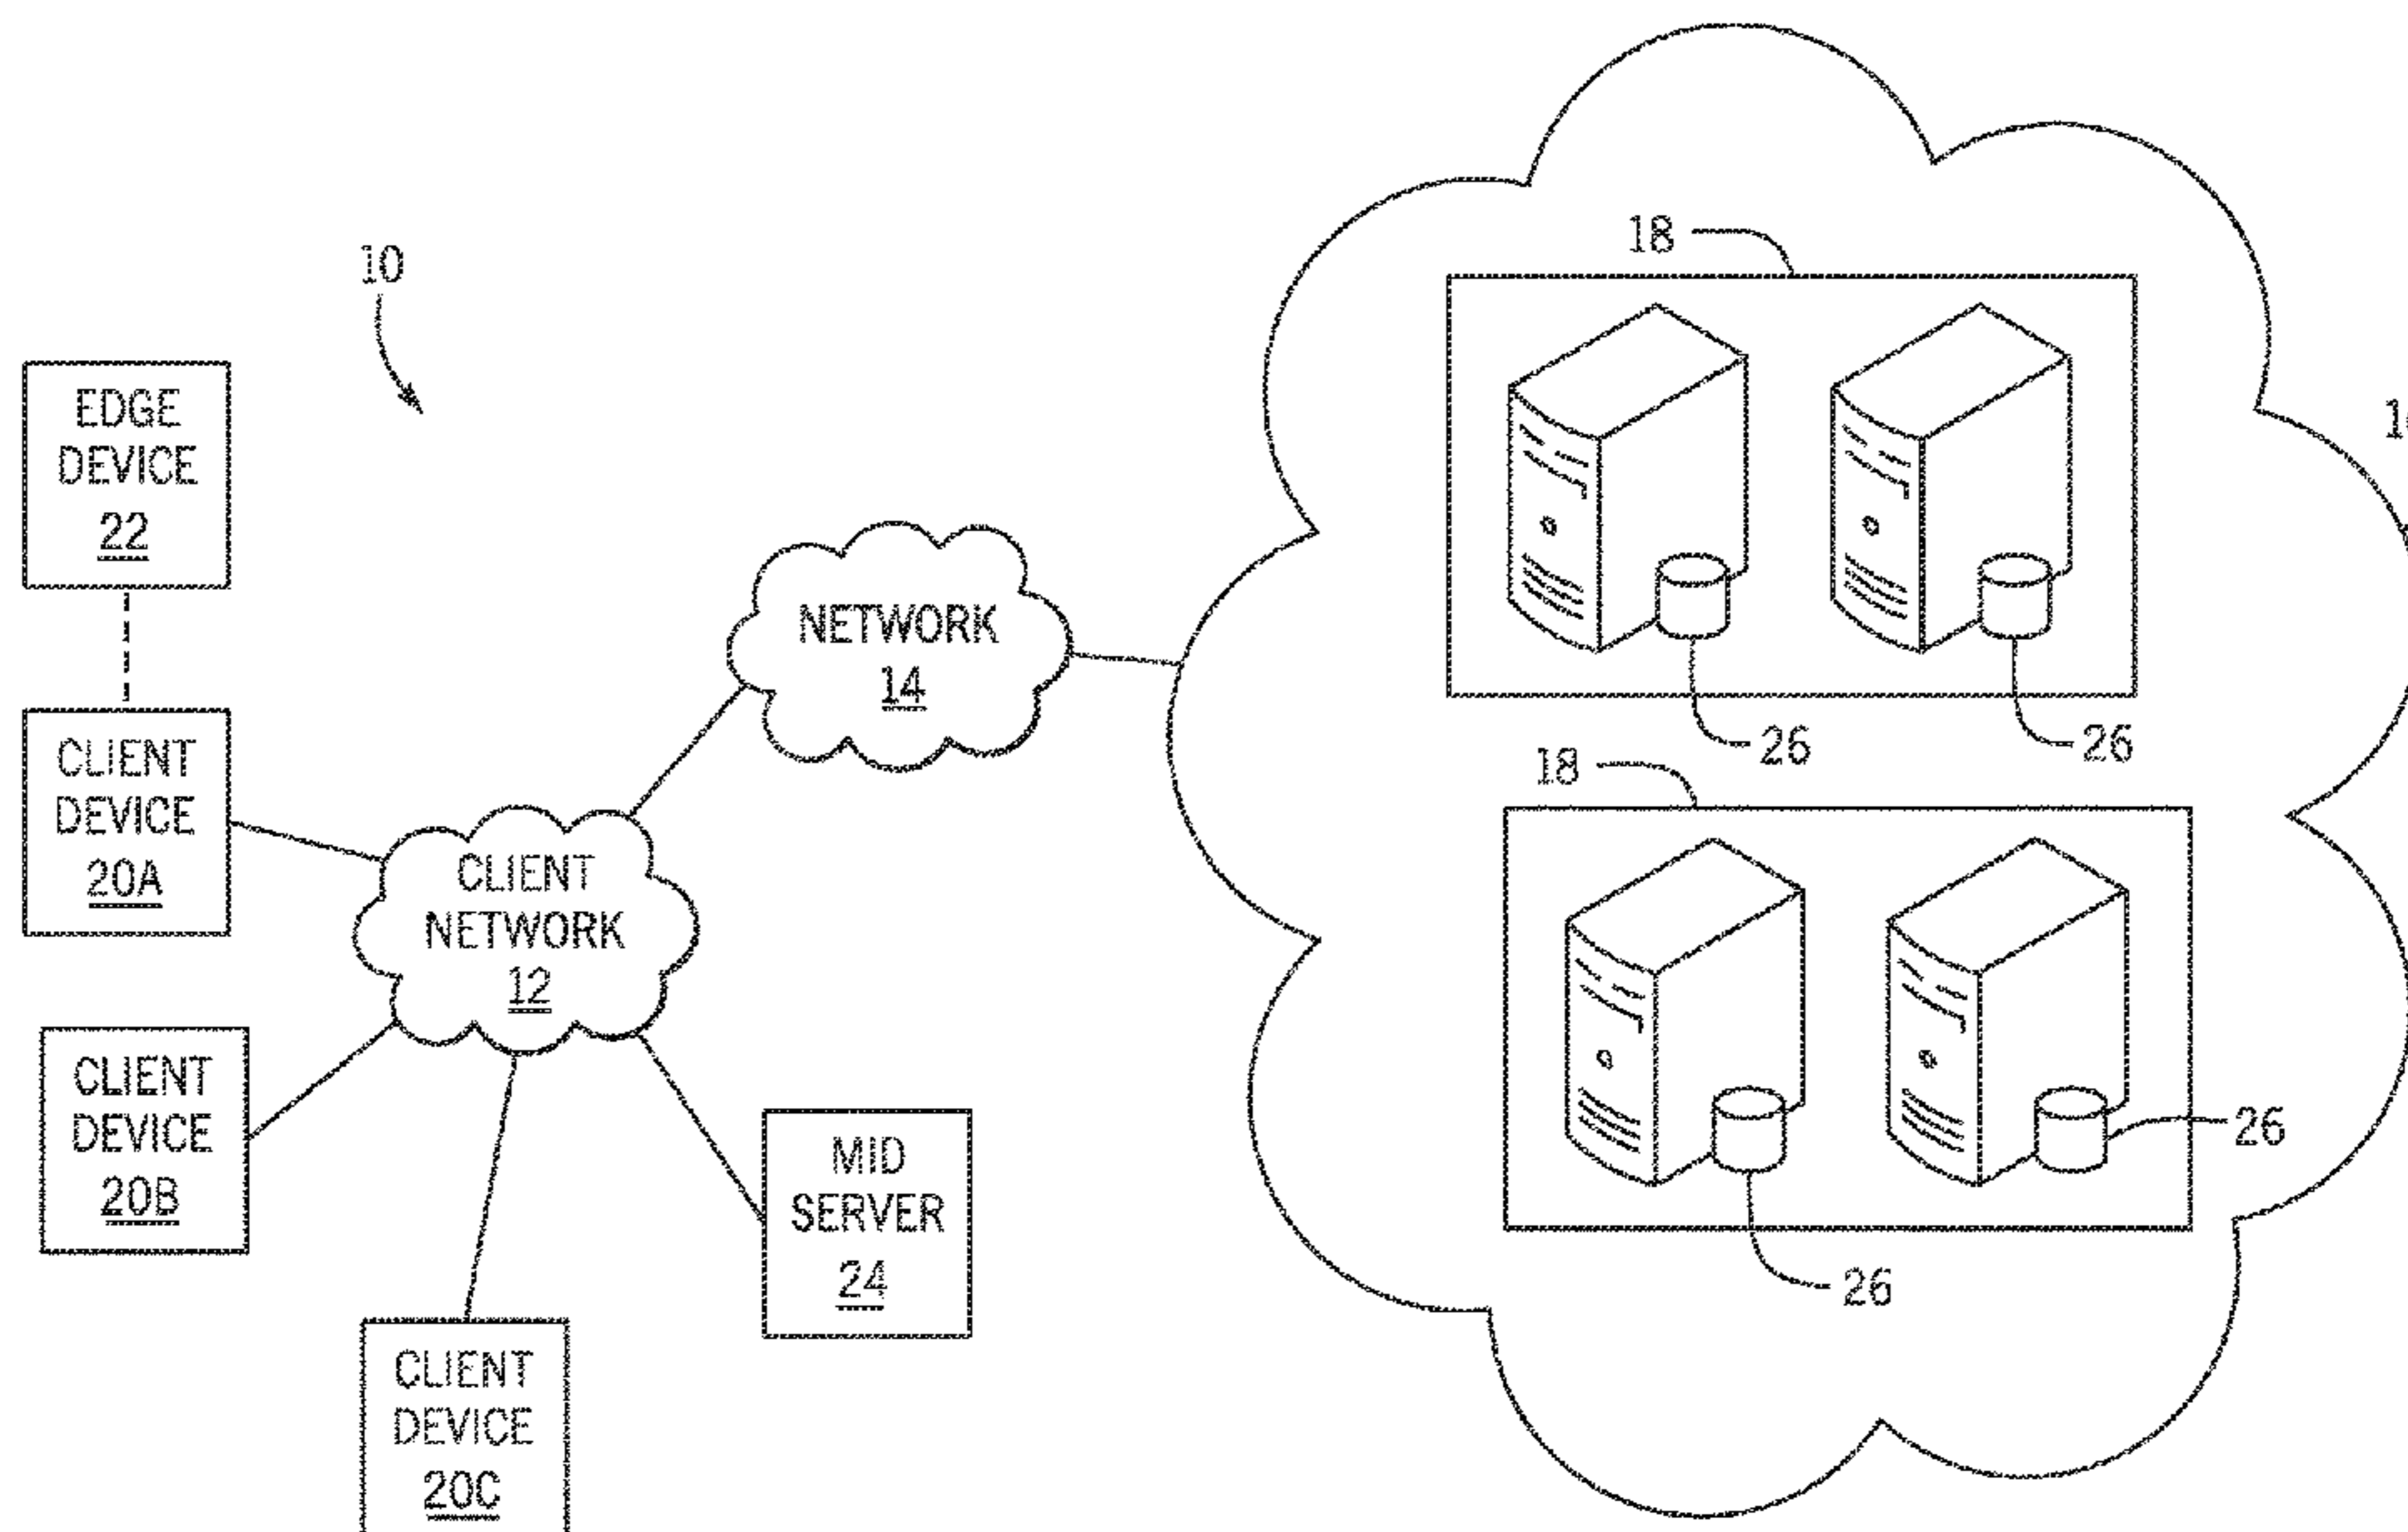 10
EDGE
DEVICE
22
CLIENT
DEVICE
20A
CLIENT
DEVICE
20B
CLIENT
DEVICE
20C
CLIENT
NETWORK
12
MID
SERVER
24
NETWORK
14
18
26
26
18
26
26